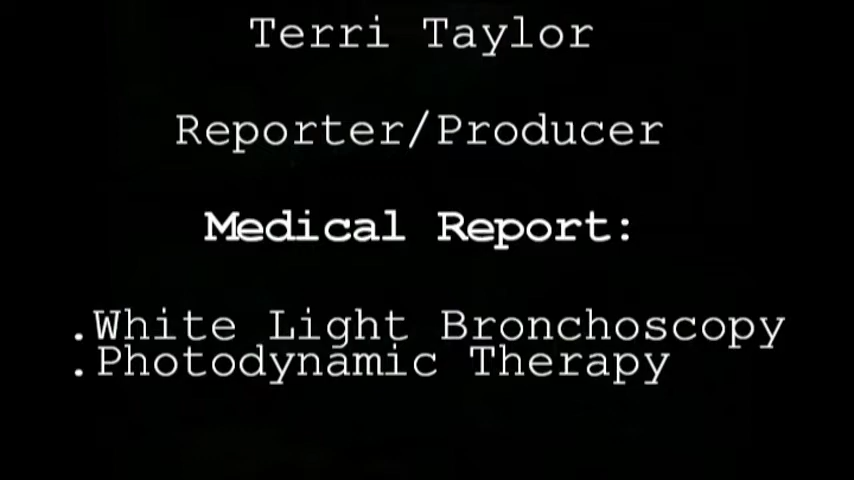 Terri Taylor
Reporter/Producer
Medical Report:
.White Light Bronchoscopy
.Photodynamic Therapy